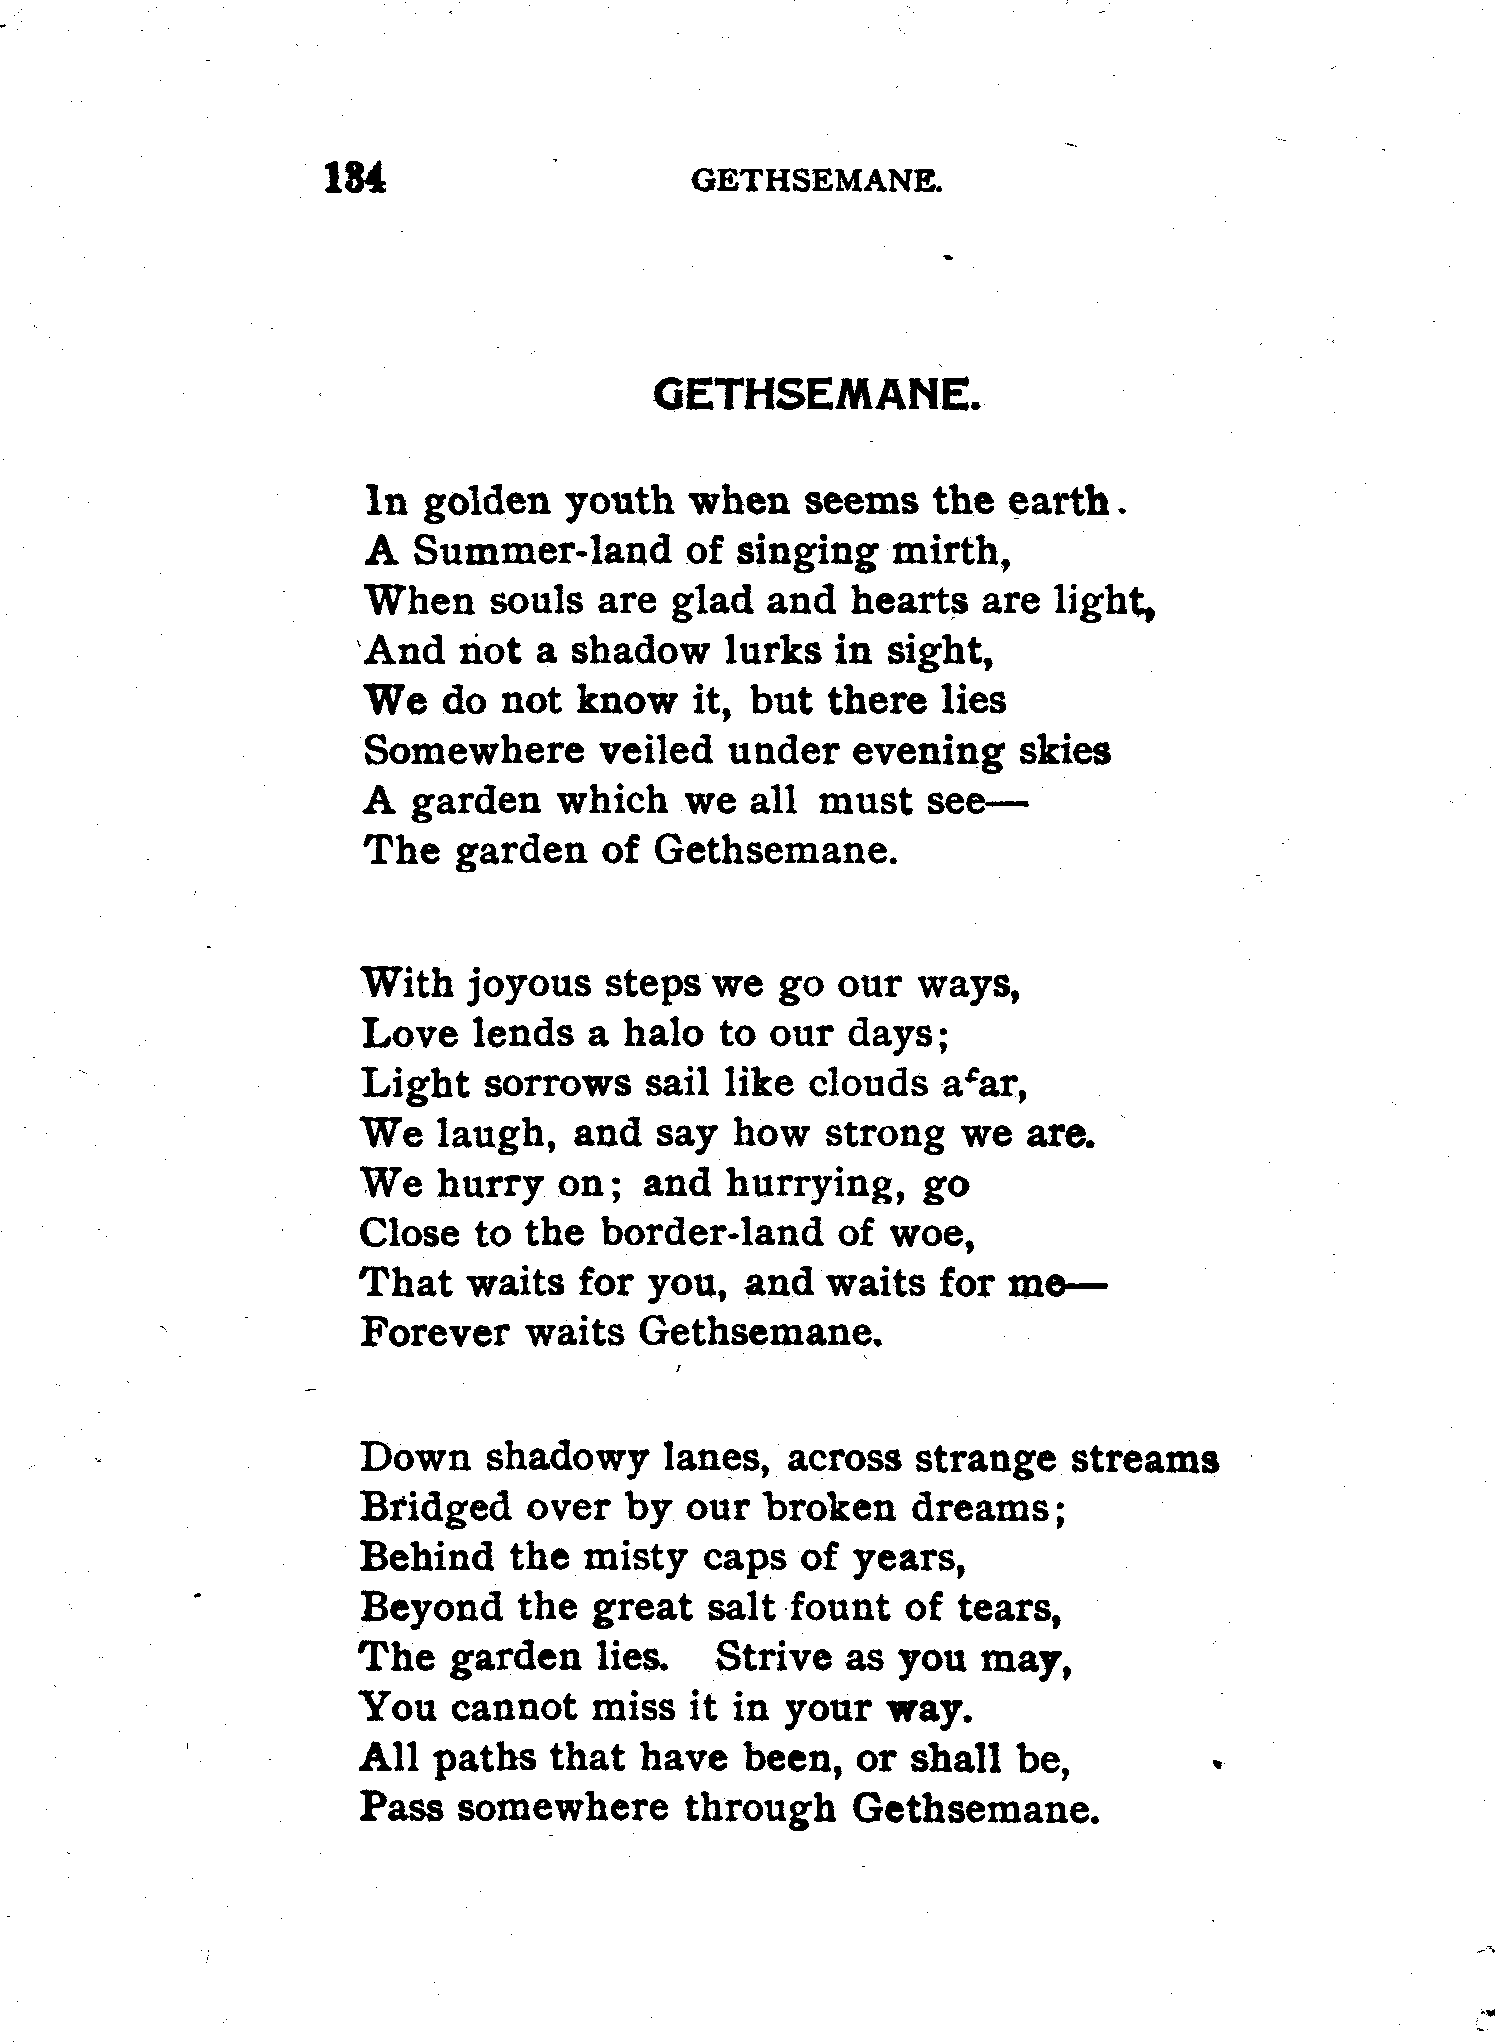 184 GETHSEMANE.
GETHSEMANE.
In golden youth when seems the earth.
A Summer-land of singing mirth,
When souls are glad and hearts are light,
And not a shadow lurks in sight,
We do not know it, but there lies
Somewhere veiled under evening skies
A garden which we all must see—
The garden of Gethsemane.
With joyous steps we go our ways,
Love lends a halo to our days;
Light sorrows sail like clouds afar,
We laugh, and say how strong we are.
We hurry on; and hurrying, go
Close to the border-land of woe,
That waits for you, and waits for me—
Forever waits Gethsemane.
Down shadowy lanes, across strange streams
Bridged over by our broken dreams;
Behind the misty caps of years,
Beyond the great salt fount of tears,
The garden lies. Strive as you may,
You cannot miss it in your way.
All paths that have been, or shall be,
Pass somewhere through Gethsemane.